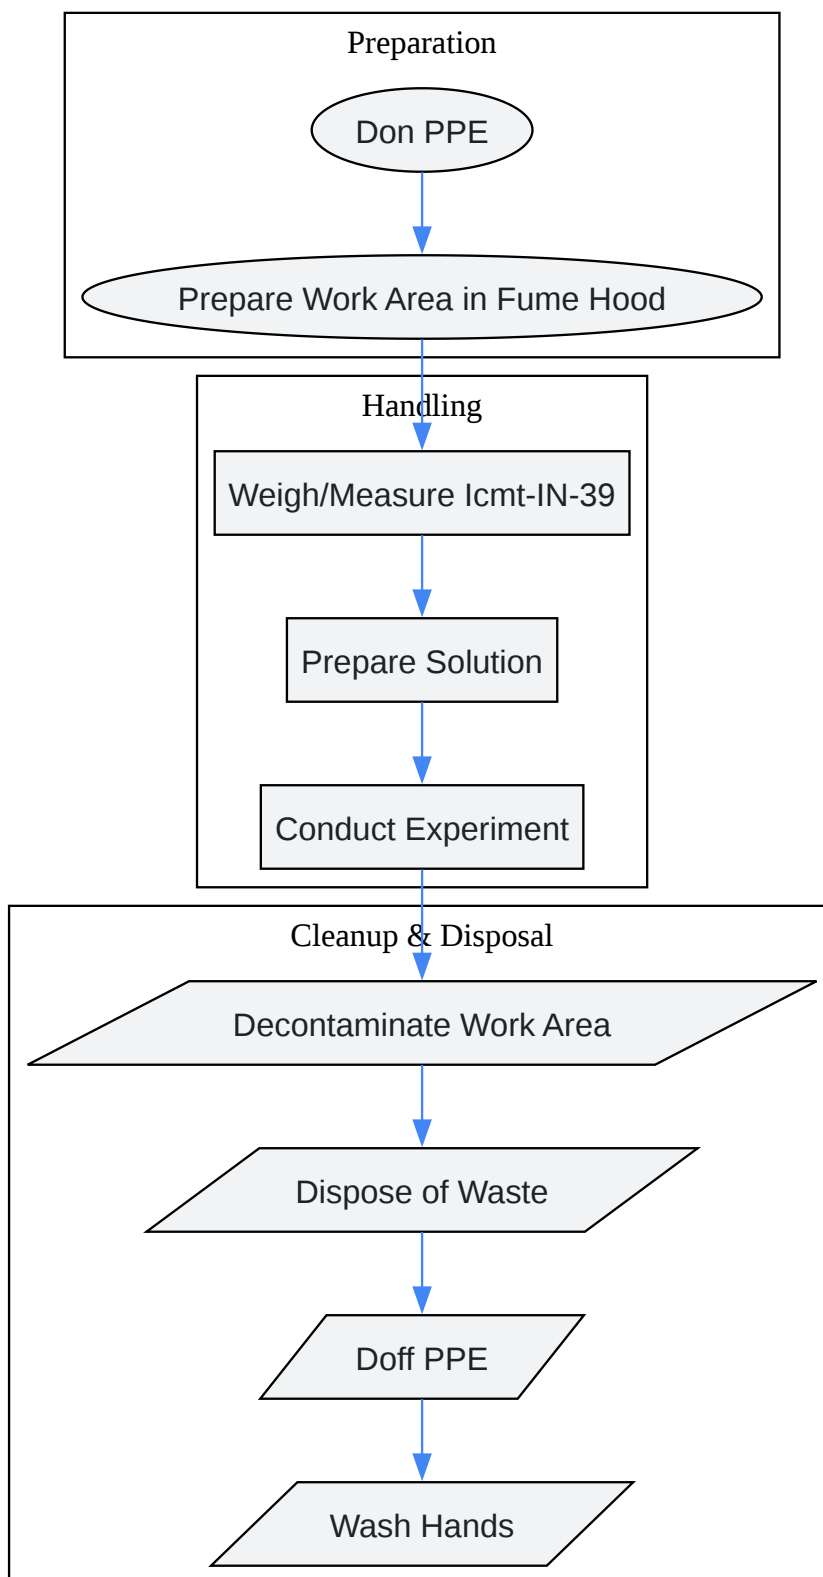 Preparation
Don PPE
Prepare Work Area in Fume Hood
Handling
Weigh/Measure Icmt-IN-39
Prepare Solution
Conduct Experiment
Cleanup & Disposal
Decontaminate Work Area
Dispose of Waste
Doff PPE
Wash Hands